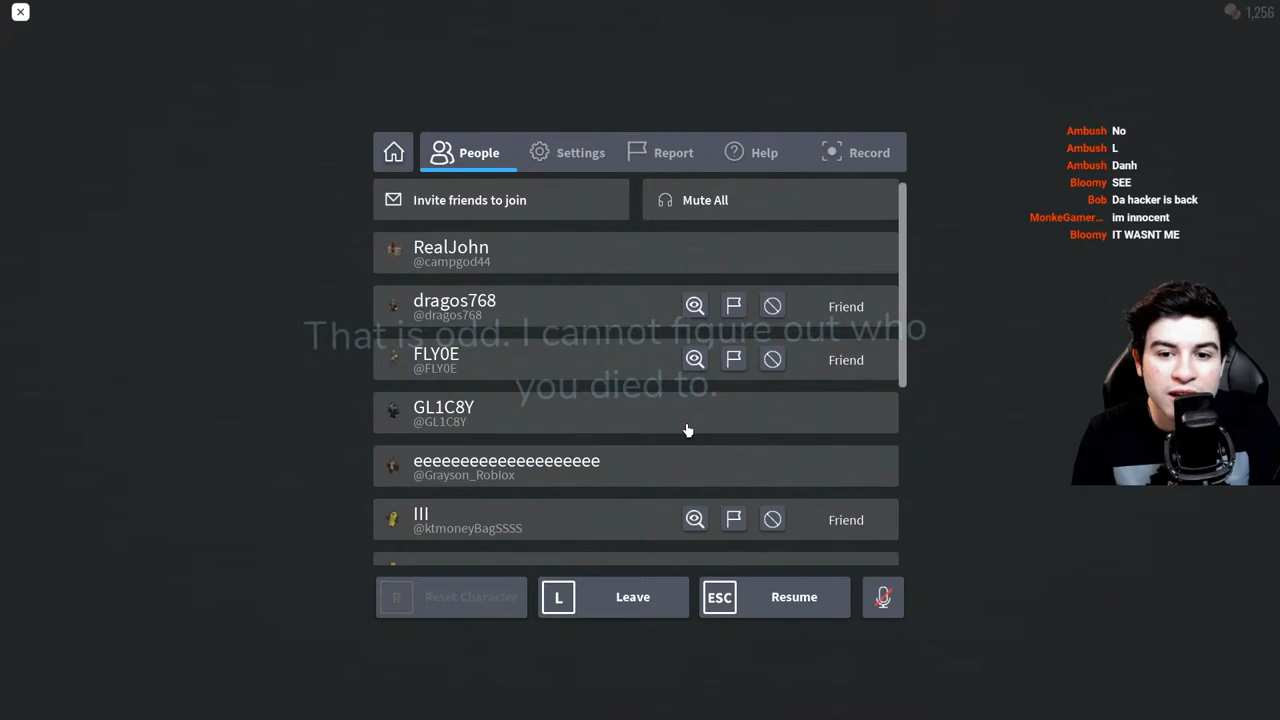 1,256
People
Settings
Report
Help
Record
Invite friends to join
Mute All
RealJohn
@campgod44
dragos768
@dragos768
Friend
That is odd. I cannot figure out who
you died to.
FLY0E
@FLY0E
Friend
GL1C8Y
@GL1C8Y
eeeeeeeeeeeeeeeeeeee
@Grayson_Roblox
III
@ktmoneyBagSSSS
Friend
R Reset Character
L Leave
ESC Resume
Ambush No
Ambush L
Ambush Danh
Bloomy SEE
Bob Da hacker is back
MonkeGamer... im innocent
Bloomy IT WASNT ME